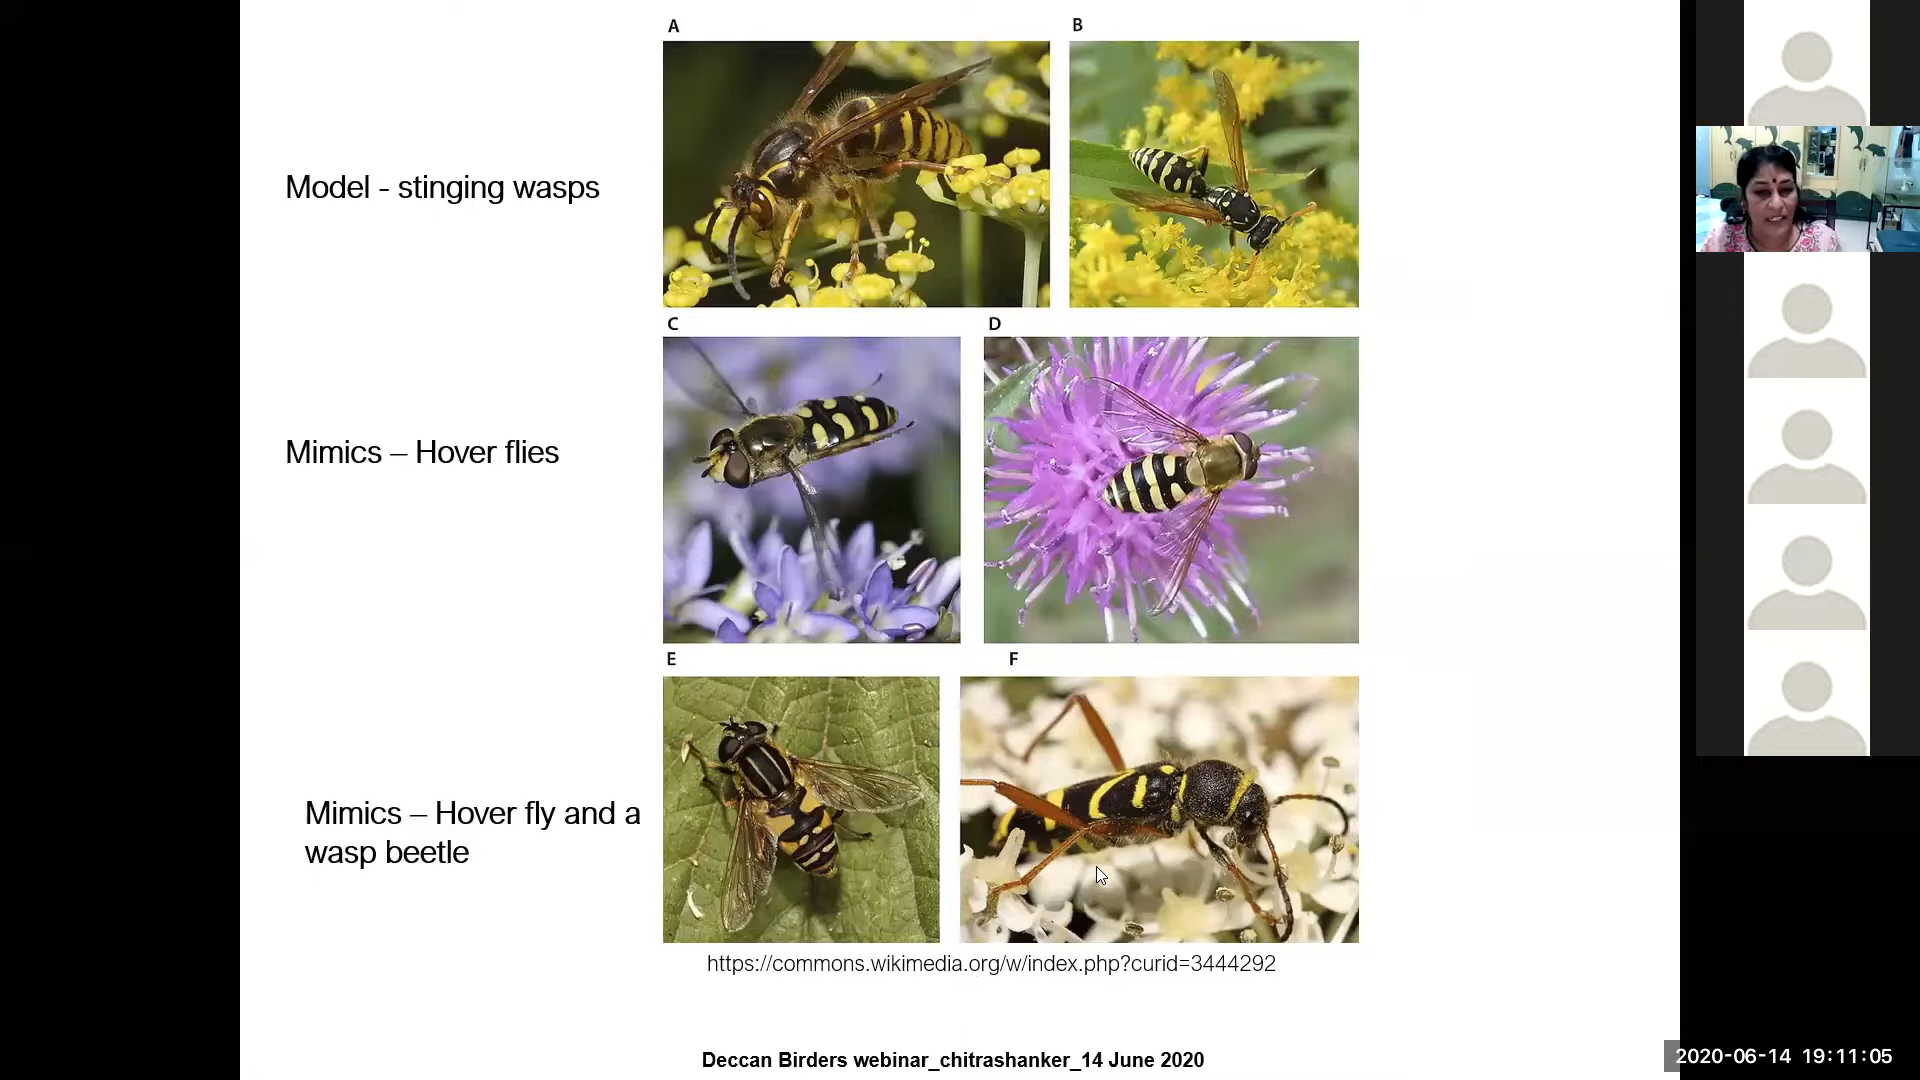 A
B
Model - stinging wasps
C
D
Mimics – Hover flies
E
F
Mimics – Hover fly and a
wasp beetle
https://commons.wikimedia.org/w/index.php?curid=3444292
Deccan Birders webinar_chitrashanker_14 June 2020
2020-06-14 19:11:05